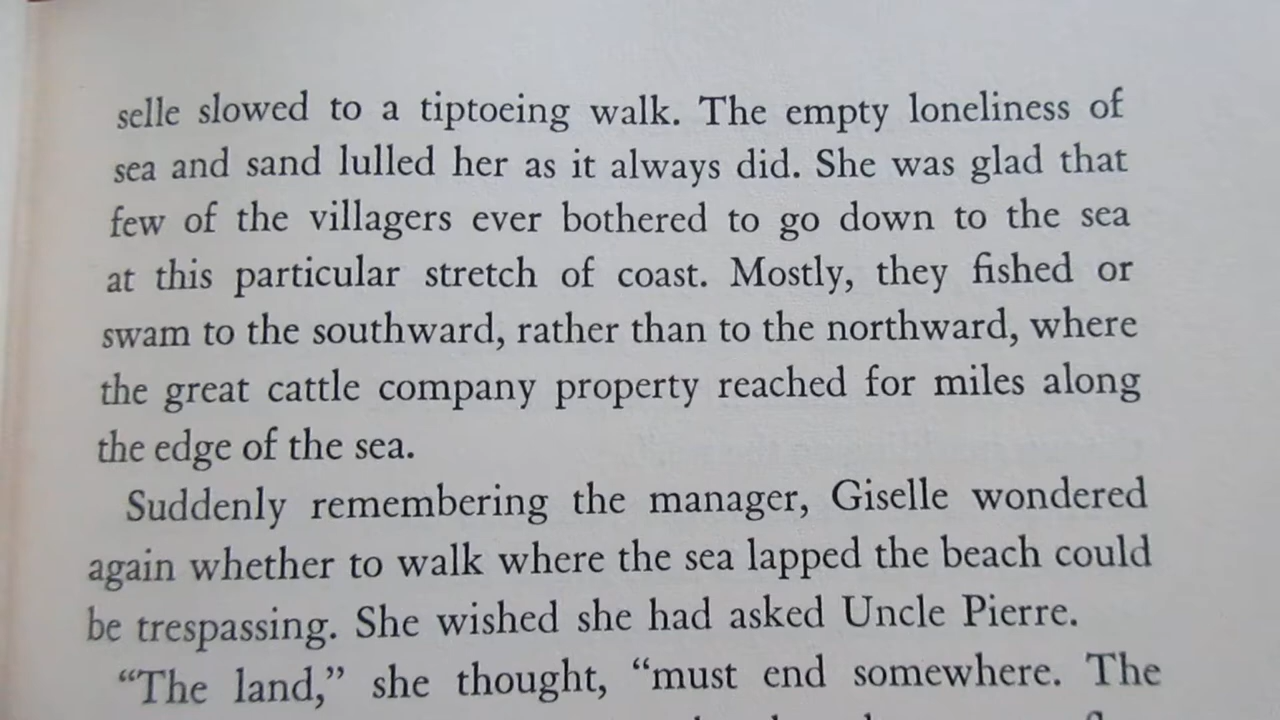 selle slowed to a tiptoeing walk. The empty loneliness of
sea and sand lulled her as it always did. She was glad that
few of the villagers ever bothered to go down to the sea
at this particular stretch of coast. Mostly, they fished or
swam to the southward, rather than to the northward, where
the great cattle company property reached for miles along
the edge of the sea.
Suddenly remembering the manager, Giselle wondered
again whether to walk where the sea lapped the beach could
be trespassing. She wished she had asked Uncle Pierre.
“The land,” she thought, “must end somewhere. The